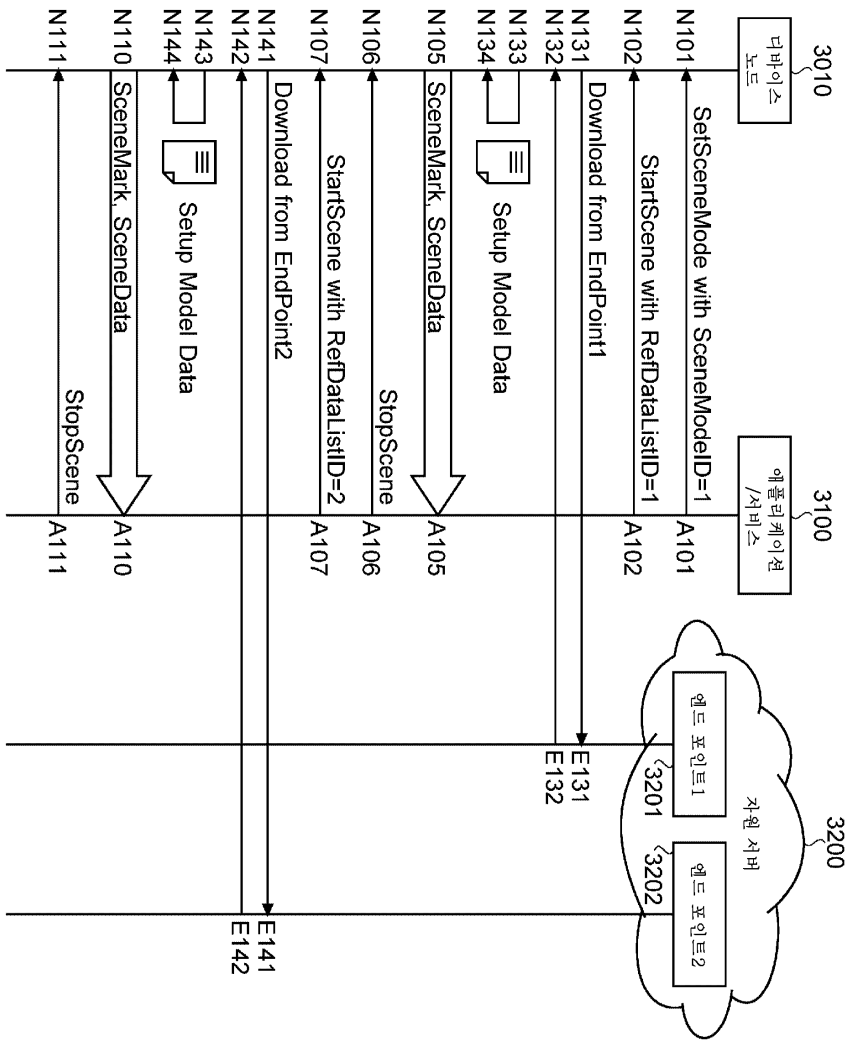 3010
디바이스
노드
3100
애플리케이션
/서비스
3200
자원 서버
엔드 포인트1
3201
엔드 포인트2
3202
N101
SetSceneMode with SceneModeID=1
A101
N102
StartScene with RefDataListID=1
A102
N131
Download from EndPoint1
E131
N132
E132
N133
N134
Setup Model Data
N105
SceneMark, SceneData
A105
N106
StopScene
A106
N107
StartScene with RefDataListID=2
A107
N141
Download from EndPoint2
E141
N142
E142
N143
N144
Setup Model Data
N110
SceneMark, SceneData
A110
N111
StopScene
A111